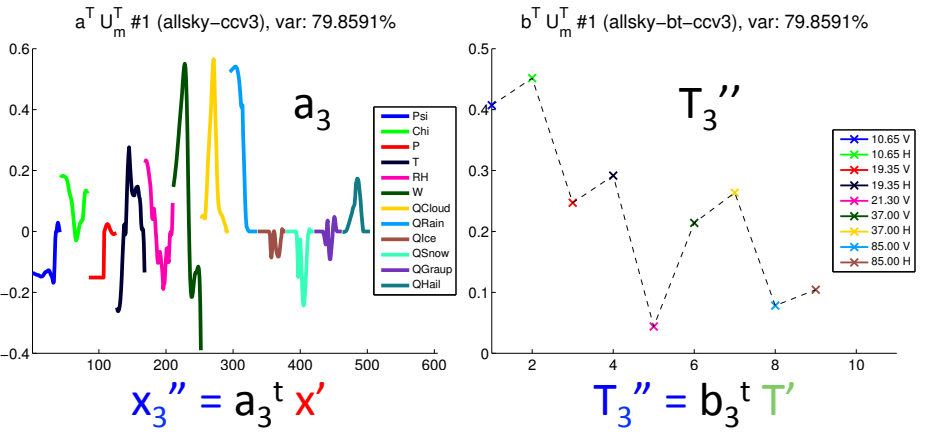 a^T U_m^T #1 (allsky-ccv3), var: 79.8591%
0.6
0.4
0.2
0
−0.2
−0.4
100 200 300 400 500 600
a₃
Psi
Chi
P
T
RH
W
QCloud
QRain
QIce
QSnow
QGraup
QHail
x₃’’ = a₃ᵗ x’
b^T U_m^T #1 (allsky-bt-ccv3), var: 79.8591%
0.5
0.4
0.3
0.2
0.1
0
2 4 6 8 10
T₃’’
10.65 V
10.65 H
19.35 V
19.35 H
21.30 V
37.00 V
37.00 H
85.00 V
85.00 H
T₃’’ = b₃ᵗ T’